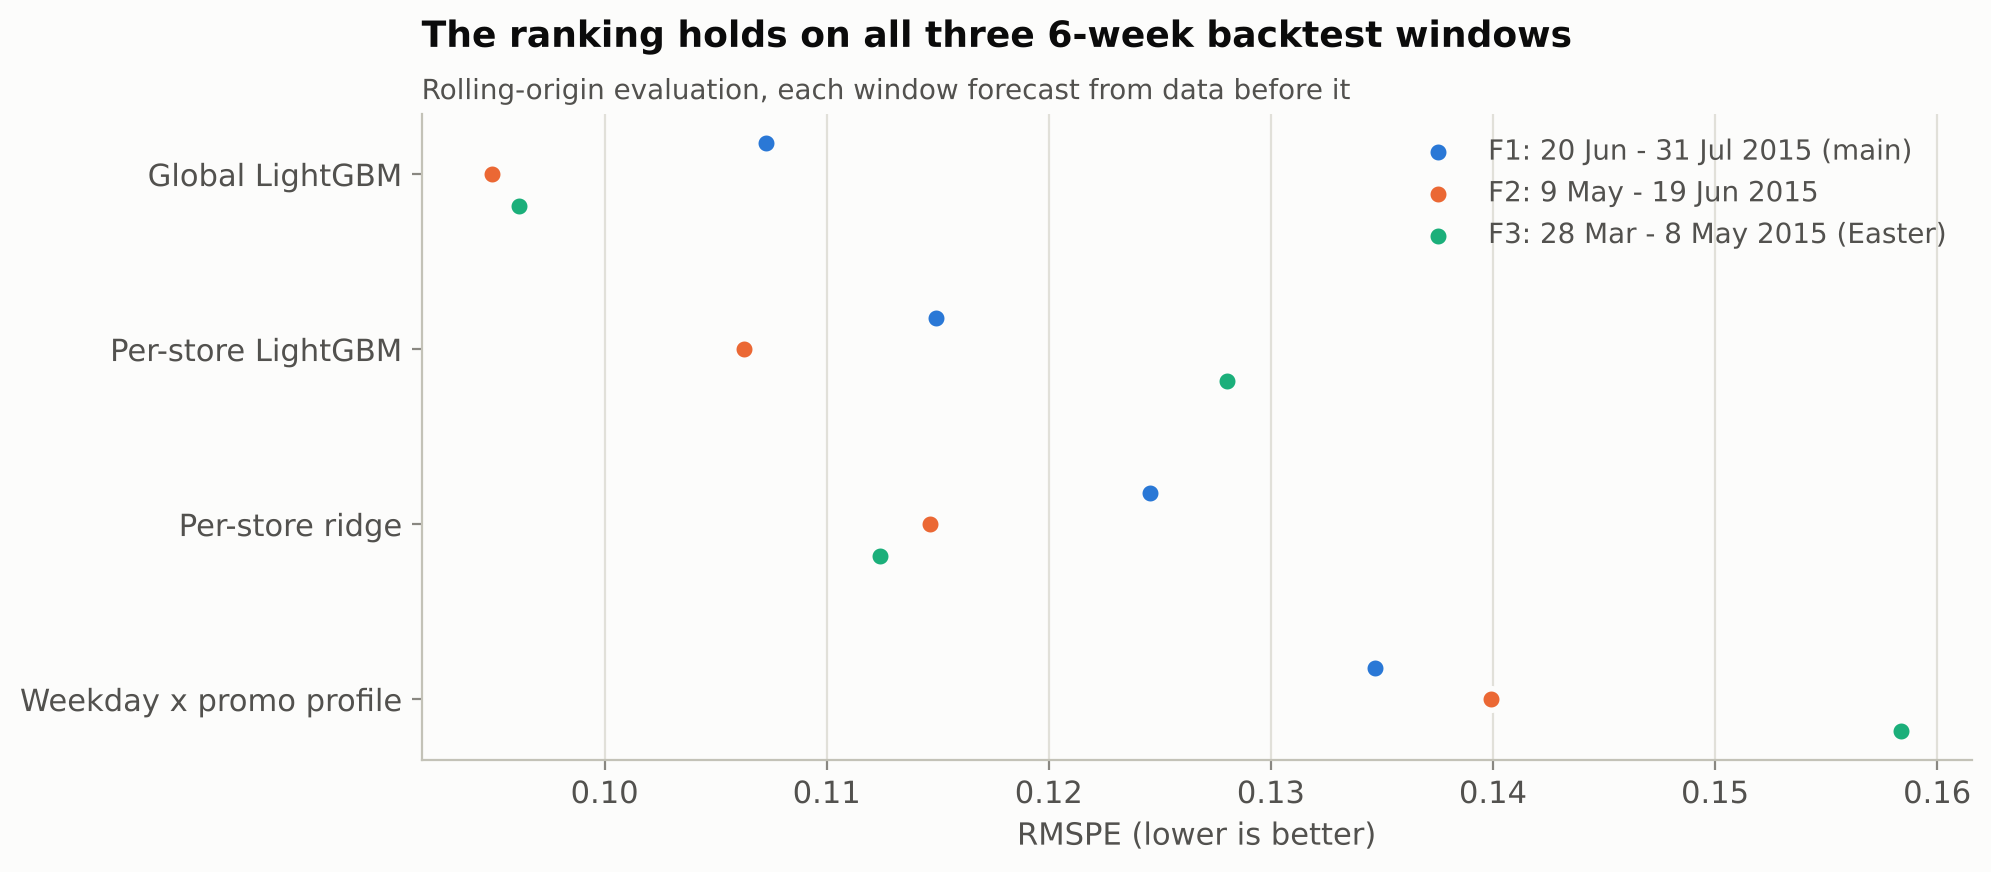 The ranking holds on all three 6-week backtest windows
Rolling-origin evaluation, each window forecast from data before it
F1: 20 Jun - 31 Jul 2015 (main)
F2: 9 May - 19 Jun 2015
F3: 28 Mar - 8 May 2015 (Easter)
Global LightGBM
Per-store LightGBM
Per-store ridge
Weekday x promo profile
0.10 0.11 0.12 0.13 0.14 0.15 0.16
RMSPE (lower is better)